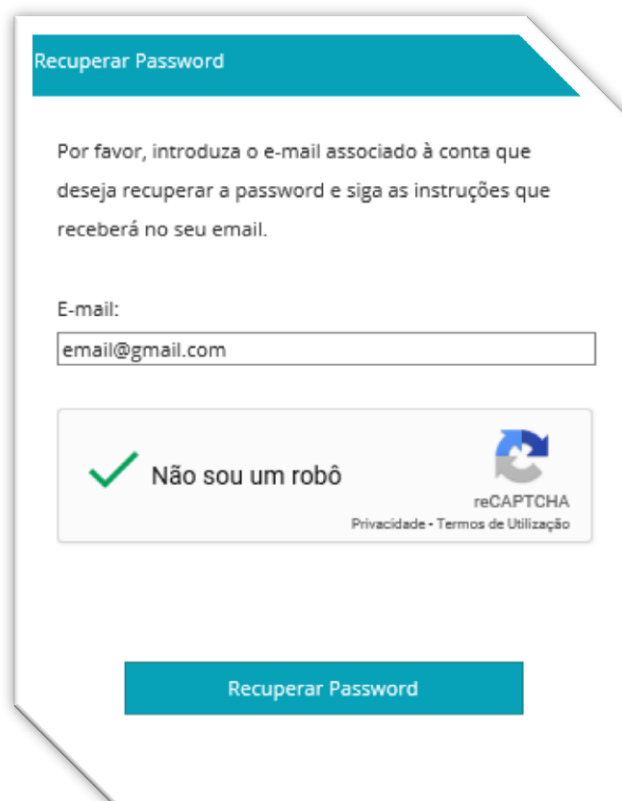 Recuperar Password
Por favor, introduza o e-mail associado à conta que
deseja recuperar a password e siga as instruções que
receberá no seu email.
E-mail:
email@gmail.com
Não sou um robô
reCAPTCHA
Privacidade - Termos de Utilização
Recuperar Password